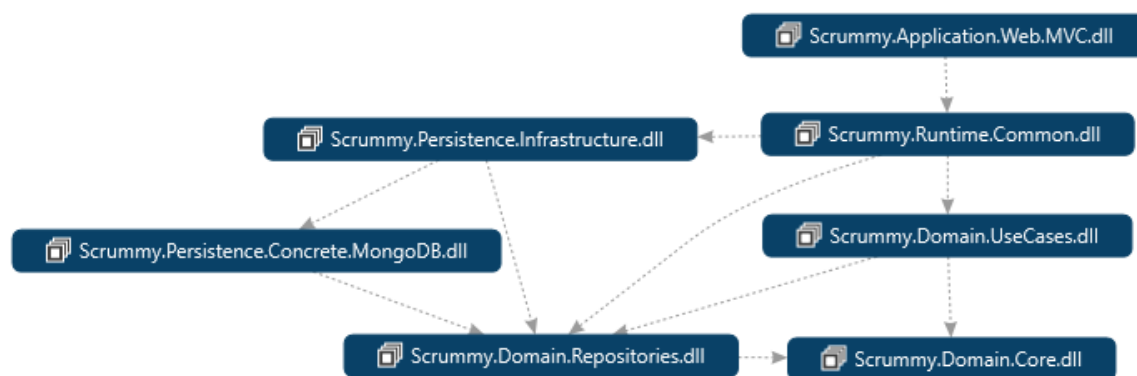 Scrummy.Application.Web.MVC.dll
Scrummy.Persistence.Infrastructure.dll
Scrummy.Runtime.Common.dll
Scrummy.Persistence.Concrete.MongoDB.dll
Scrummy.Domain.UseCases.dll
Scrummy.Domain.Repositories.dll
Scrummy.Domain.Core.dll